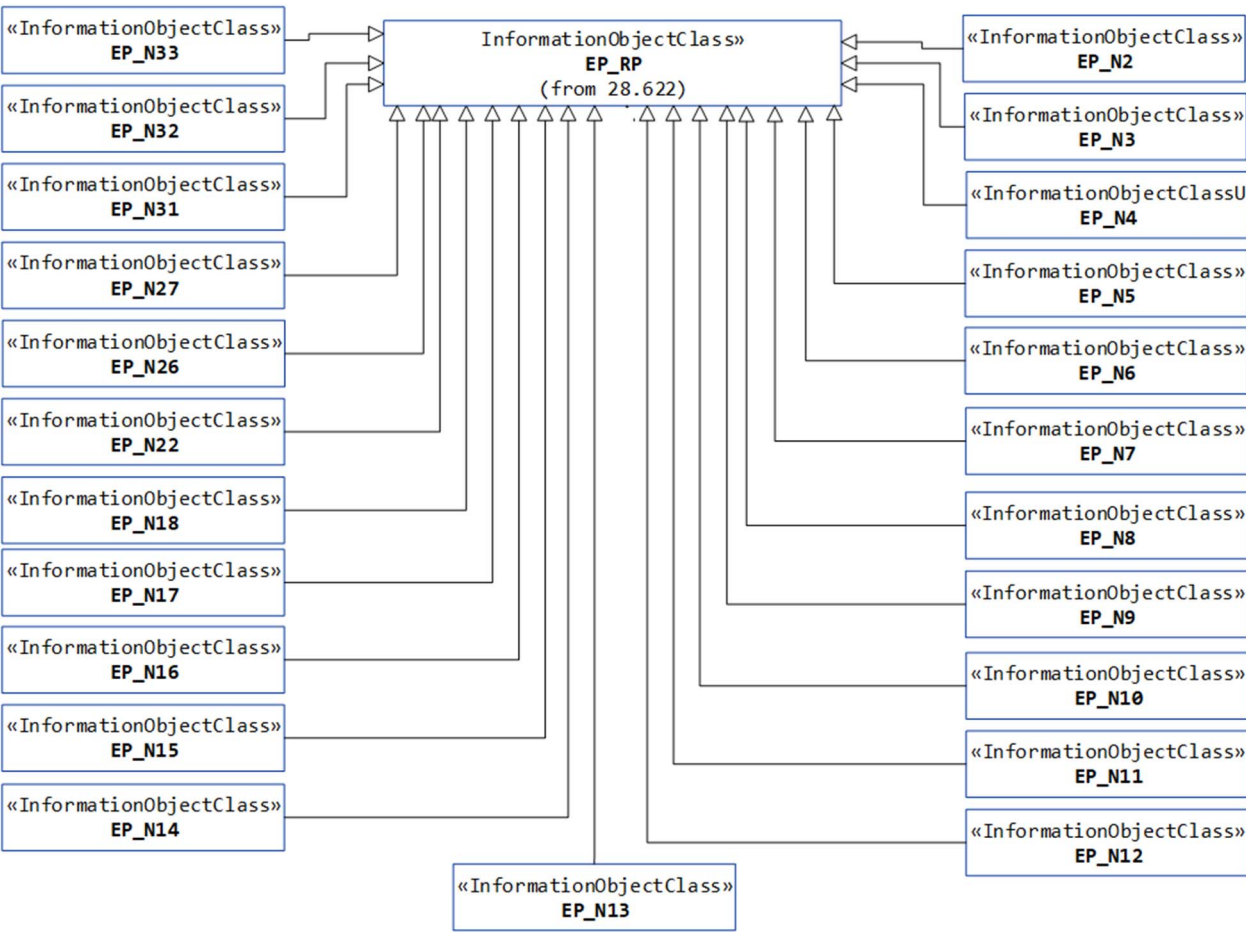 «InformationObjectClass»
EP_N33
«InformationObjectClass»
EP_N32
«InformationObjectClass»
EP_N31
«InformationObjectClass»
EP_N27
«InformationObjectClass»
EP_N26
«InformationObjectClass»
EP_N22
«InformationObjectClass»
EP_N18
«InformationObjectClass»
EP_N17
«InformationObjectClass»
EP_N16
«InformationObjectClass»
EP_N15
«InformationObjectClass»
EP_N14
InformationObjectClass»
EP_RP
(from 28.622)
«InformationObjectClass»
EP_N13
«InformationObjectClass»
EP_N2
«InformationObjectClass»
EP_N3
«InformationObjectClassU
EP_N4
«InformationObjectClass»
EP_N5
«InformationObjectClass»
EP_N6
«InformationObjectClass»
EP_N7
«InformationObjectClass»
EP_N8
«InformationObjectClass»
EP_N9
«InformationObjectClass»
EP_N10
«InformationObjectClass»
EP_N11
«InformationObjectClass»
EP_N12